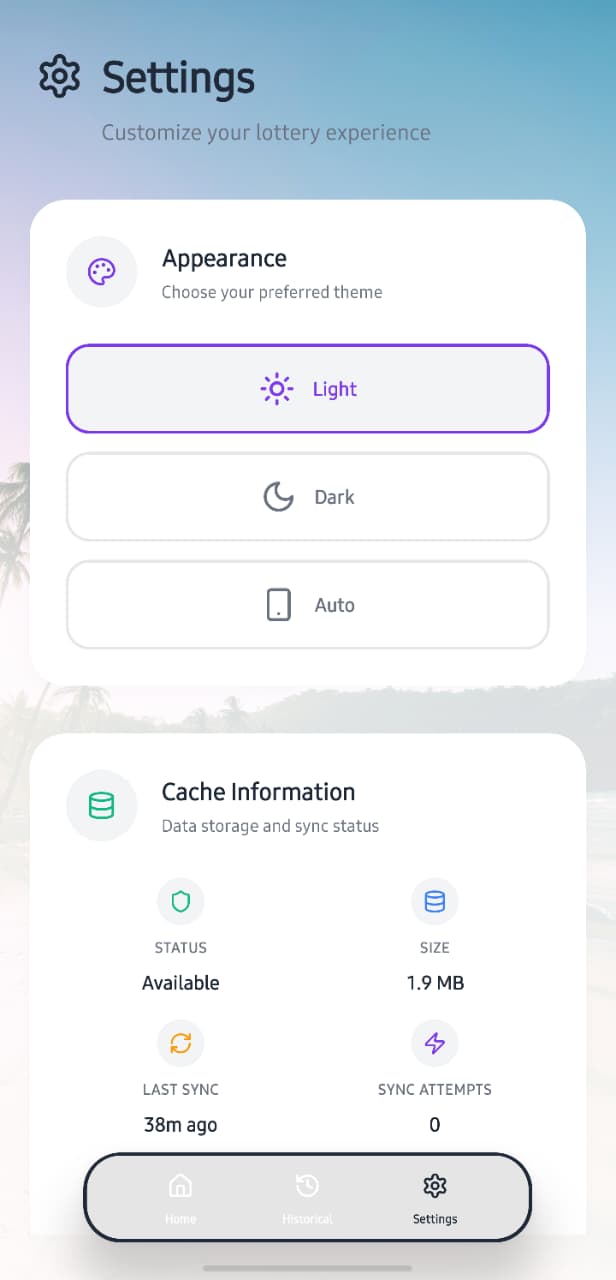 Settings
Customize your lottery experience
Appearance
Choose your preferred theme
Light
Dark
Auto
Cache Information
Data storage and sync status
STATUS
SIZE
Available
1.9 MB
LAST SYNC
SYNC ATTEMPTS
38m ago
0
Home
Historical
Settings